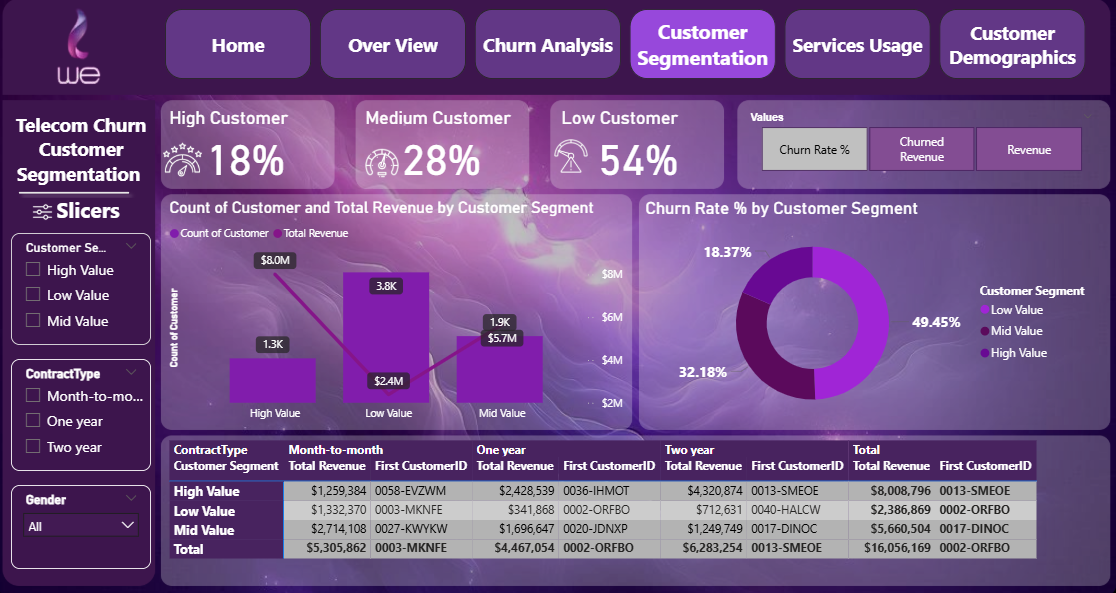 we
Home
Over View
Churn Analysis
Customer
Segmentation
Services Usage
Customer
Demographics
Telecom Churn
Customer
Segmentation
Slicers
Customer Se...
High Value
Low Value
Mid Value
ContractType
Month-to-mo...
One year
Two year
Gender
All
High Customer
18%
Medium Customer
28%
Low Customer
54%
Values
Churn Rate %
Churned
Revenue
Revenue
Count of Customer and Total Revenue by Customer Segment
Count of Customer Total Revenue
Count of Customer
$8.0M
1.3K
3.8K
$2.4M
1.9K
$5.7M
$8M
$6M
$4M
$2M
High Value Low Value Mid Value
Churn Rate % by Customer Segment
18.37%
49.45%
32.18%
Customer Segment
Low Value
Mid Value
High Value
ContractType Month-to-month One year Two year Total
Customer Segment Total Revenue First CustomerID Total Revenue First CustomerID Total Revenue First CustomerID Total Revenue First CustomerID
High Value $1,259,384 0058-EVZWM $2,428,539 0036-IHMOT $4,320,874 0013-SMEOE $8,008,796 0013-SMEOE
Low Value $1,332,370 0003-MKNFE $341,868 0002-ORFBO $712,631 0040-HALCW $2,386,869 0002-ORFBO
Mid Value $2,714,108 0027-KWYKW $1,696,647 0020-JDNXP $1,249,749 0017-DINOC $5,660,504 0017-DINOC
Total $5,305,862 0003-MKNFE $4,467,054 0002-ORFBO $6,283,254 0013-SMEOE $16,056,169 0002-ORFBO